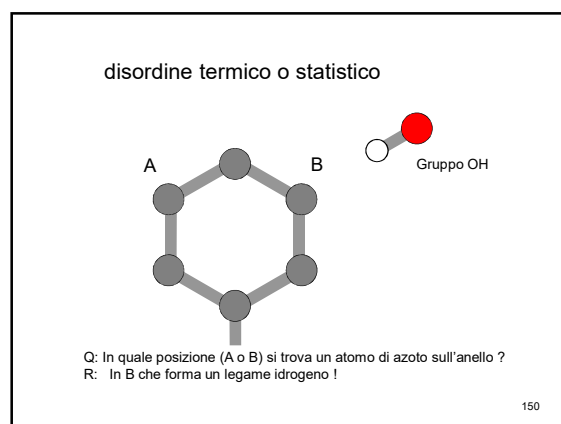 disordine termico o statistico
A
B
Gruppo OH
Q: In quale posizione (A o B) si trova un atomo di azoto sull'anello ?
R: In B che forma un legame idrogeno !
150